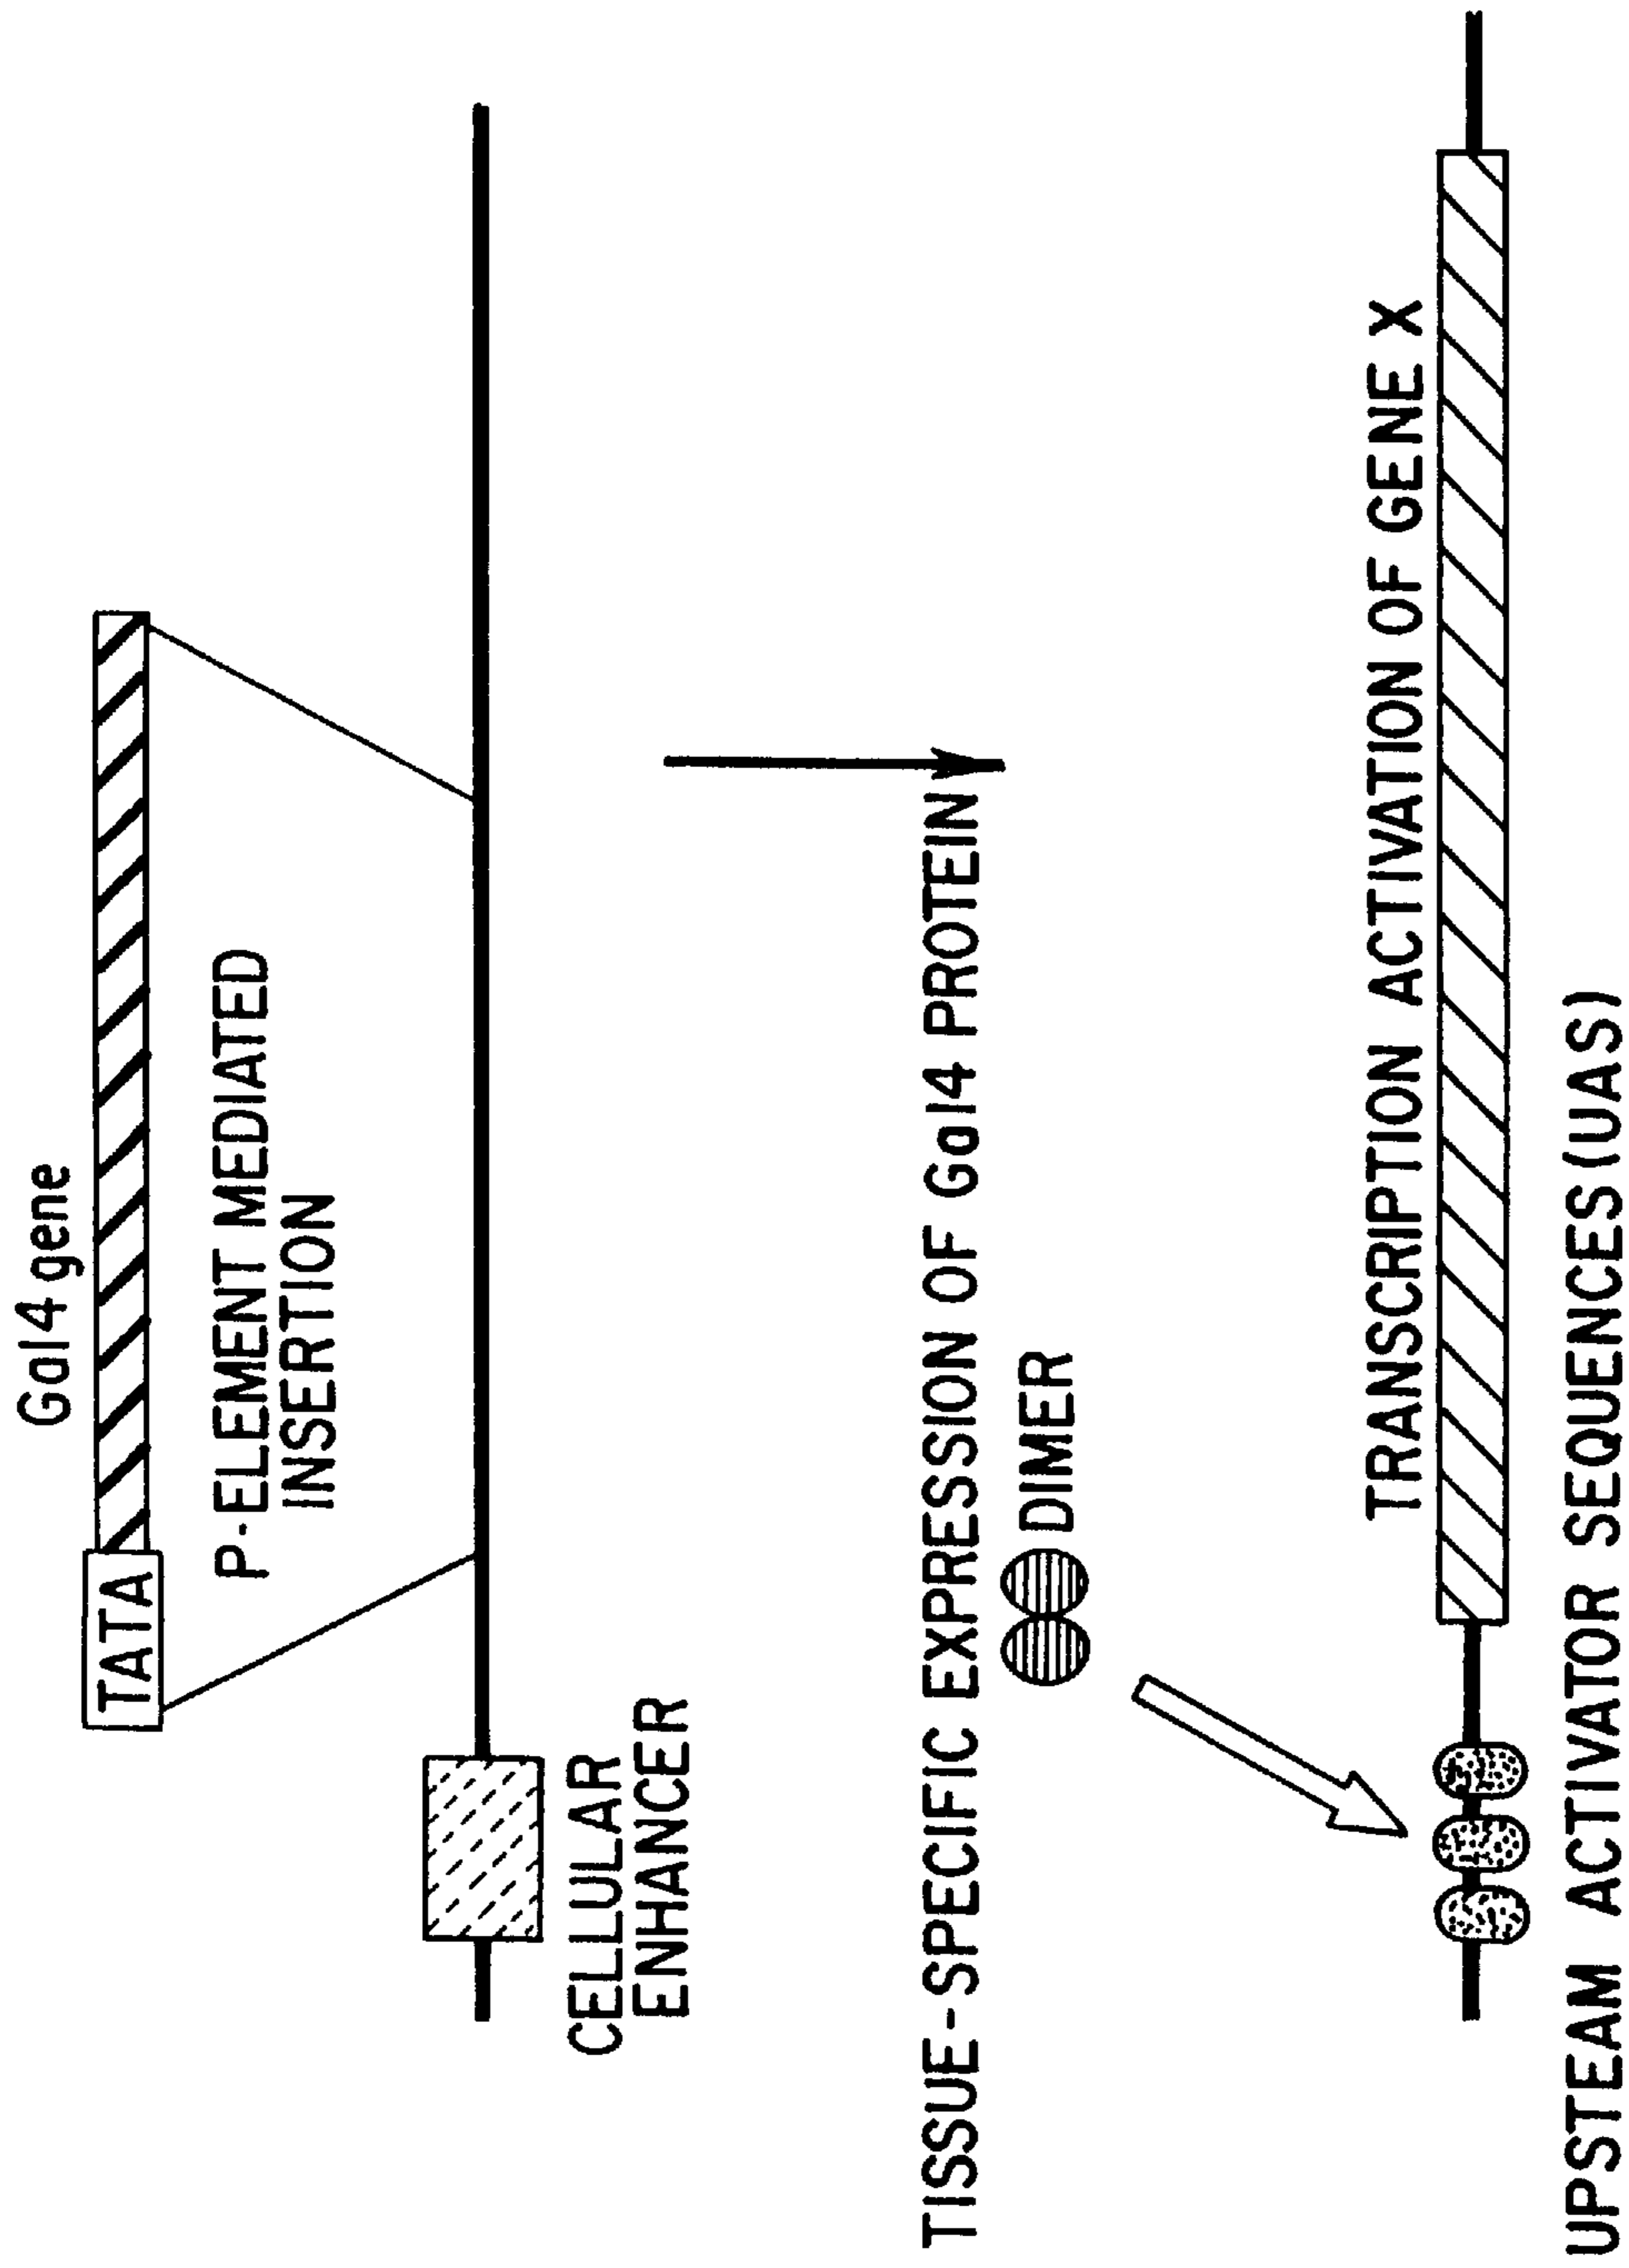 Gal4 gene
TATA
P-ELEMENT MEDIATED
INSERTION
CELLULAR
ENHANCER
TISSUE-SPECIFIC EXPRESSION OF Gal4 PROTEIN
DIMER
TRANSCRIPTION ACTIVATION OF GENE X
UPSTEAM ACTIVATOR SEQUENCES (UAS)